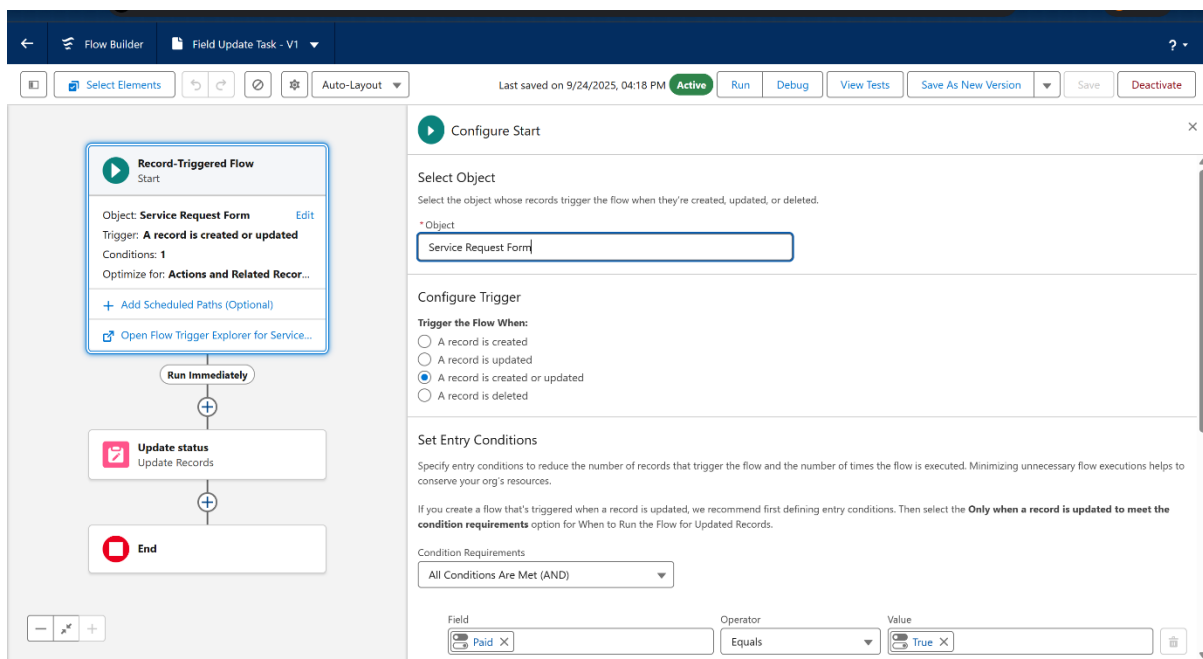 Flow Builder
Field Update Task - V1
?
Select Elements
Auto-Layout
Last saved on 9/24/2025, 04:18 PM
Active
Run
Debug
View Tests
Save As New Version
Save
Deactivate
Record-Triggered Flow
Start
Object: Service Request Form
Edit
Trigger: A record is created or updated
Conditions: 1
Optimize for: Actions and Related Recor...
+ Add Scheduled Paths (Optional)
Open Flow Trigger Explorer for Service...
Run Immediately
Update status
Update Records
End
Configure Start
Select Object
Select the object whose records trigger the flow when they're created, updated, or deleted.
*Object
Service Request Form
Configure Trigger
Trigger the Flow When:
A record is created
A record is updated
A record is created or updated
A record is deleted
Set Entry Conditions
Specify entry conditions to reduce the number of records that trigger the flow and the number of times the flow is executed. Minimizing unnecessary flow executions helps to
conserve your org's resources.
If you create a flow that's triggered when a record is updated, we recommend first defining entry conditions. Then select the Only when a record is updated to meet the
condition requirements option for When to Run the Flow for Updated Records.
Condition Requirements
All Conditions Are Met (AND)
Field
Operator
Value
Paid
Equals
True